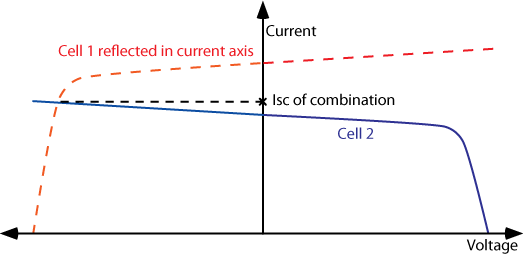 Current
Cell 1 reflected in current axis
Isc of combination
Cell 2
Voltage